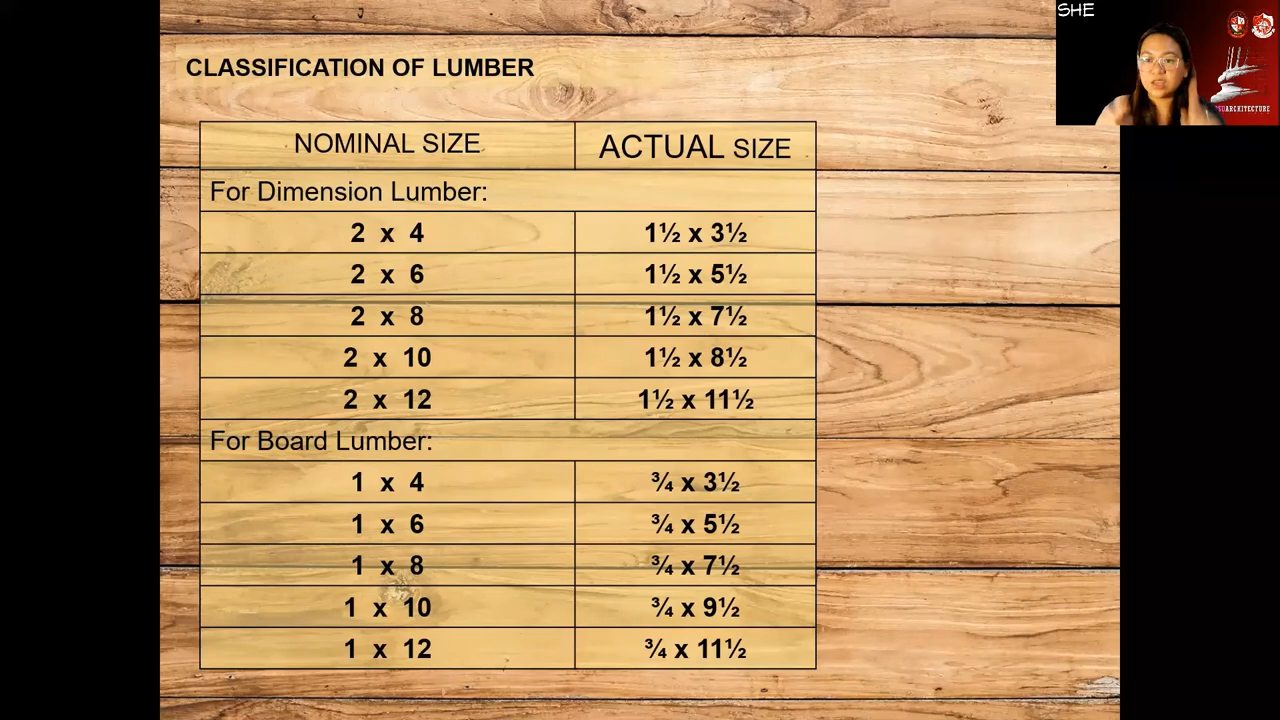 SHE
CLASSIFICATION OF LUMBER
NOMINAL SIZE ACTUAL SIZE
For Dimension Lumber:
2 x 4 1½ x 3½
2 x 6 1½ x 5½
2 x 8 1½ x 7½
2 x 10 1½ x 8½
2 x 12 1½ x 11½
For Board Lumber:
1 x 4 ¾ x 3½
1 x 6 ¾ x 5½
1 x 8 ¾ x 7½
1 x 10 ¾ x 9½
1 x 12 ¾ x 11½